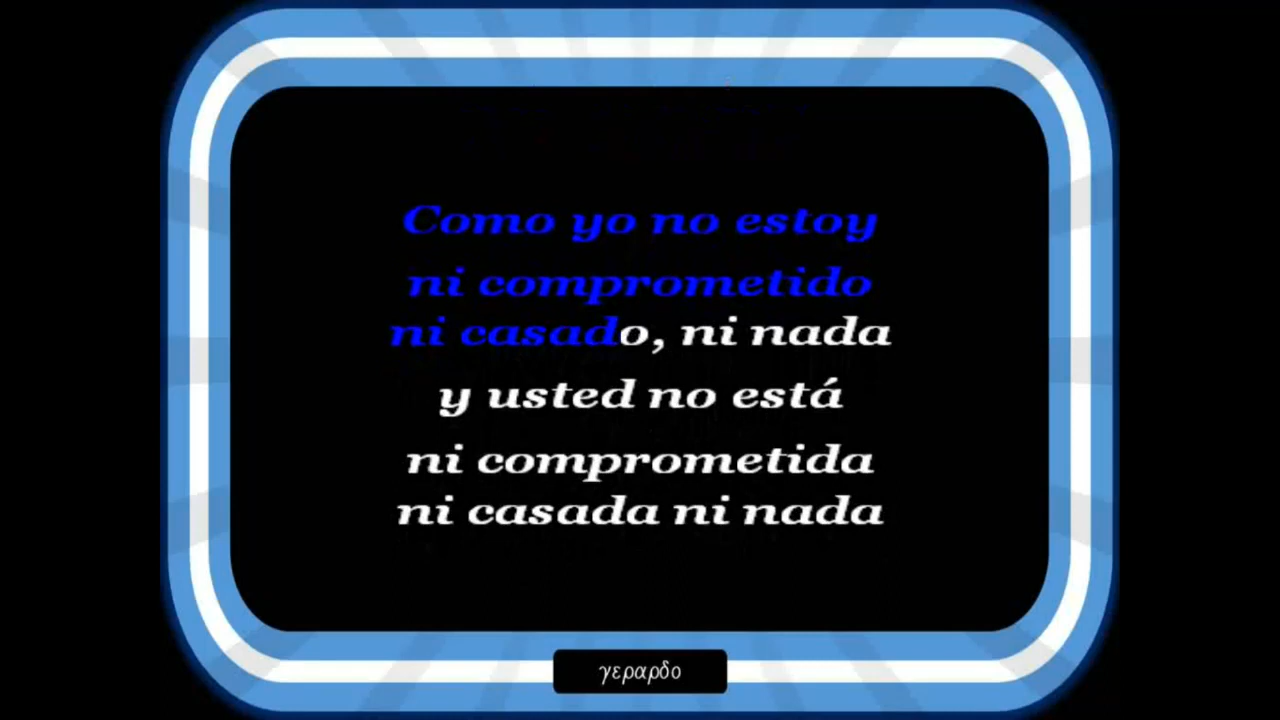 Como yo no estoy
ni comprometido
ni casado, ni nada
y usted no está
ni comprometida
ni casada ni nada
γεραρδο